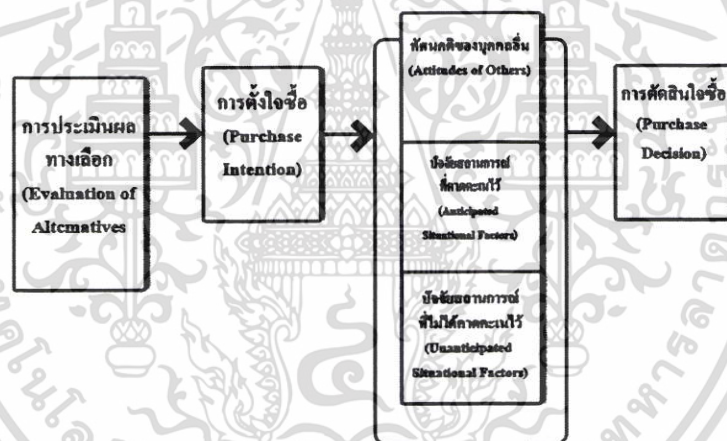 การประเมินผล
ทางเลือก
(Evaluation of
Altcmatives
การตั้งใจซื้อ
(Purchase
Intention)
ทัศนคติของบุคคลอื่น
(Attitudes of Others)
ปัจจัยสถานการณ์
ที่คาดคะเนไว้
(Anticipated
Situational Factors)
ปัจจัยสถานการณ์
ที่ไม่ได้คาดคะเนไว้
(Unanticipated
Situational Factors)
การตัดสินใจซื้อ
(Purchase
Decision)